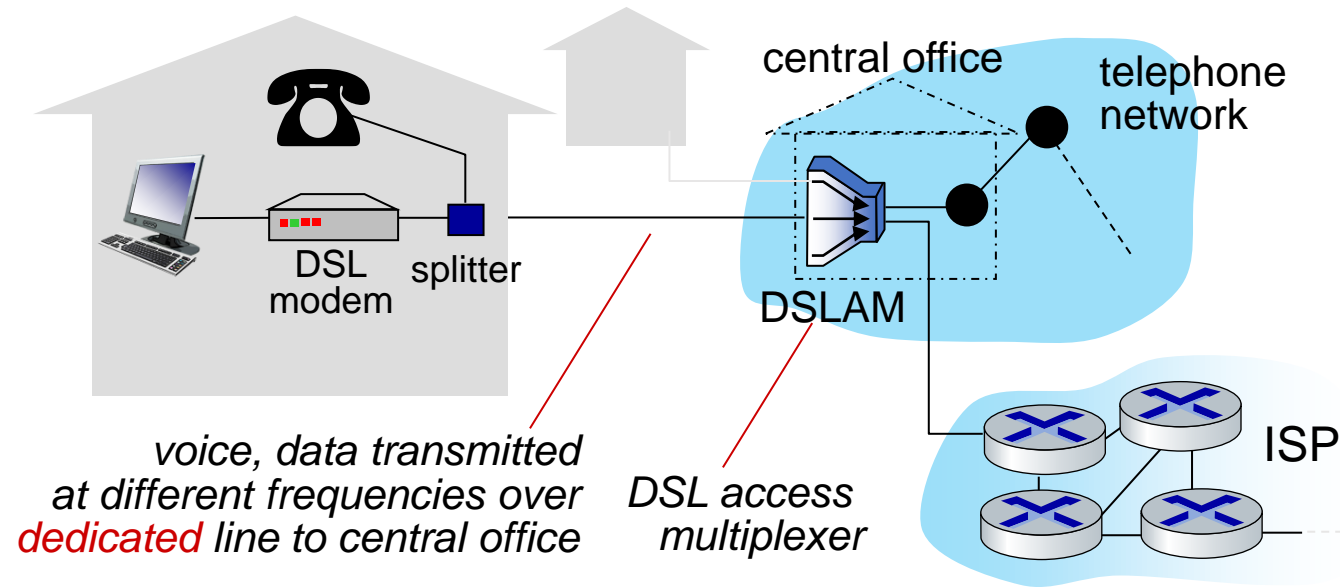 central office
telephone
network
DSL
modem
splitter
DSLAM
ISP
voice, data transmitted
at different frequencies over
dedicated line to central office
DSL access
multiplexer